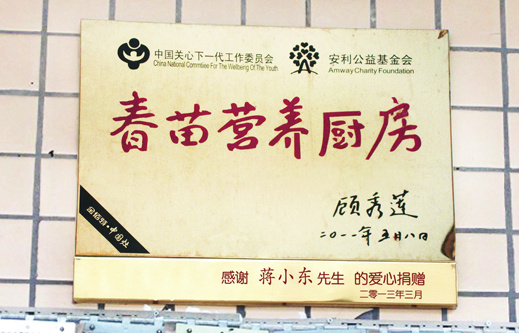 中国关心下一代工作委员会
China National Committee For The Wellbeing Of The Youth
安利公益基金会
Amway Charity Foundation
春苗营养厨房
顾秀莲
二〇一一年五月八日
感谢 蒋小东 先生 的爱心捐赠
二零一三年三月